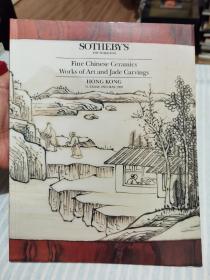 SOTHEBY'S
Fine Chinese Ceramics
Works of Art and Jade Carvings
HONG KONG